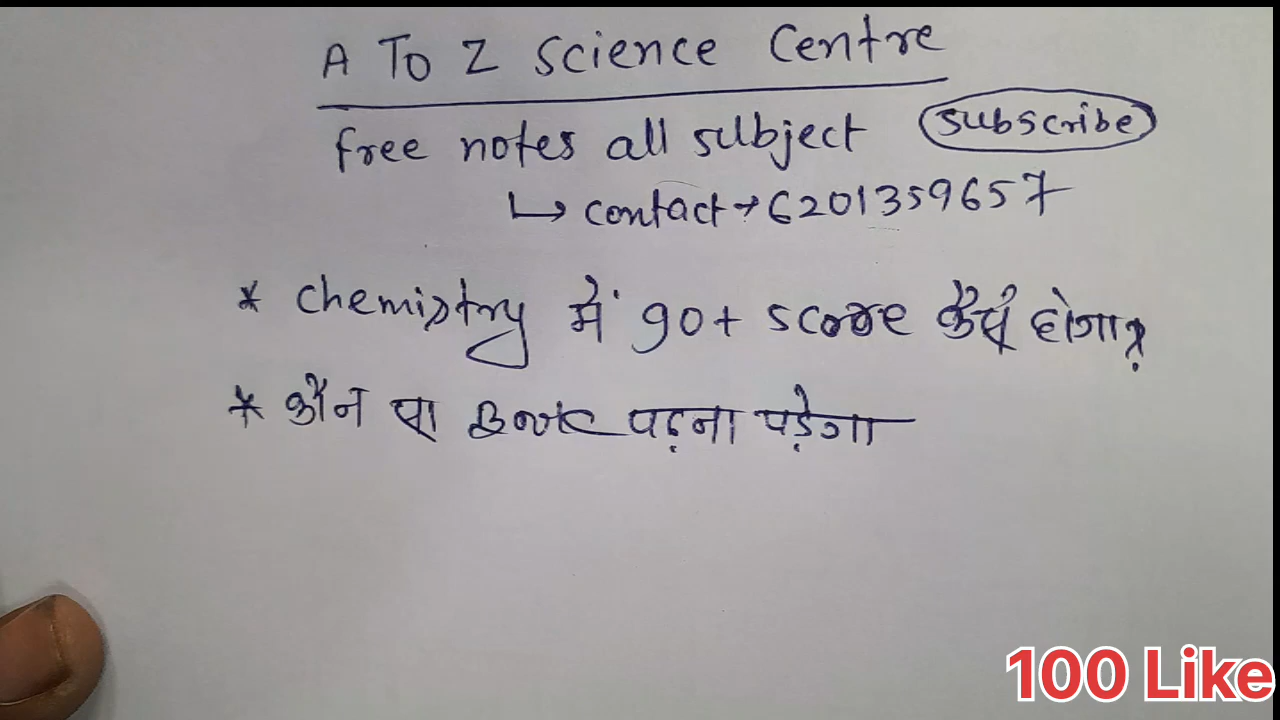 A To Z Science Centre
free notes all subject subscribe
↳ contact → 6201359657
* Chemistry में 90+ score कैसे होगा?
* कौन सा Book पढ़ना पड़ेगा
100 Like